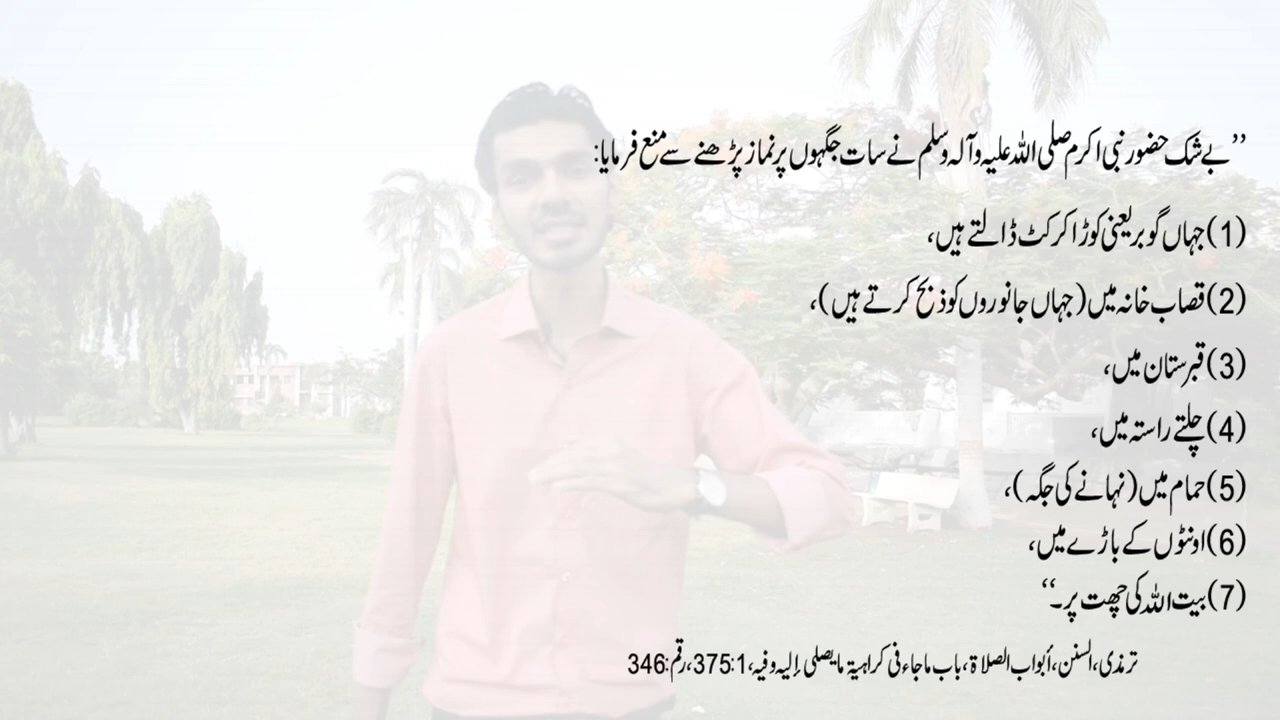 ’’بے شک حضور نبی اکرم صلی اللہ علیہ وآلہ وسلم نے سات جگہوں پر نماز پڑھنے سے منع فرمایا:
(1) جہاں گوبر یعنی کوڑا کرکٹ ڈالتے ہیں،
(2) قصاب خانہ میں (جہاں جانوروں کو ذبح کرتے ہیں)،
(3) قبرستان میں،
(4) چلتے راستہ میں،
(5) حمام میں (نہانے کی جگہ)،
(6) اونٹوں کے باڑے میں،
(7) بیت اللہ کی چھت پر۔‘‘
ترمذی، السنن، أبواب الصلاۃ، باب ما جاء فی کراہیۃ ما یصلی إلیہ وفیہ، 1:375، رقم:346